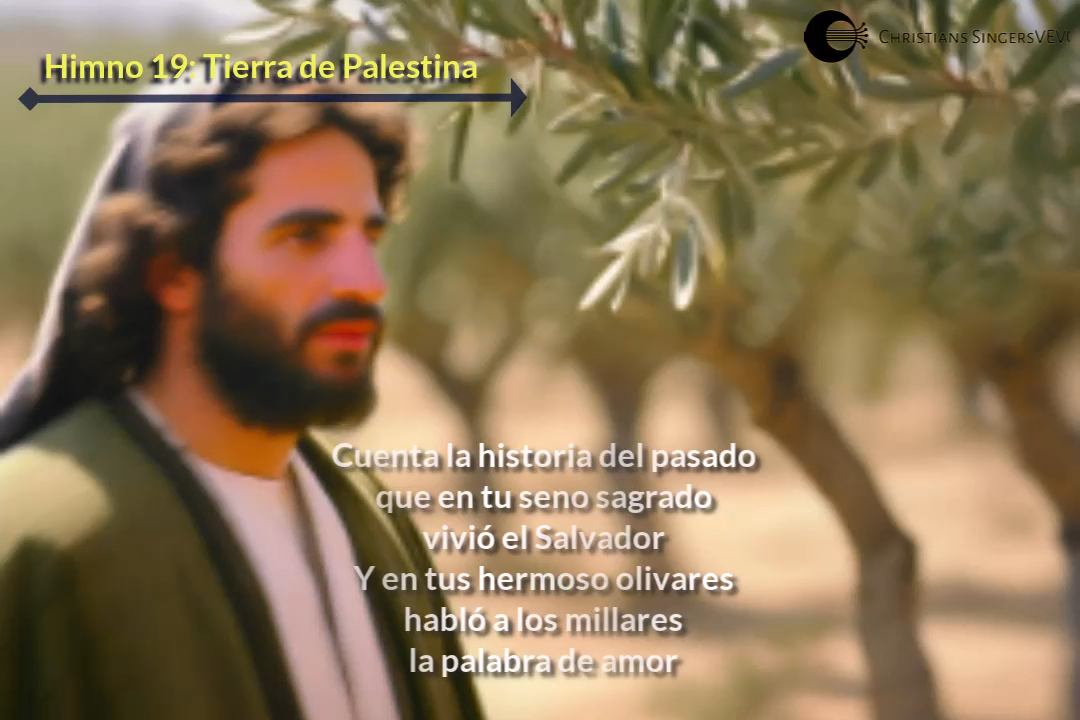 Himno 19: Tierra de Palestina
CHRISTIANS SINGERSVEVO
Cuenta la historia del pasado
que en tu seno sagrado
vivió el Salvador
Y en tus hermoso olivares
habló a los millares
la palabra de amor